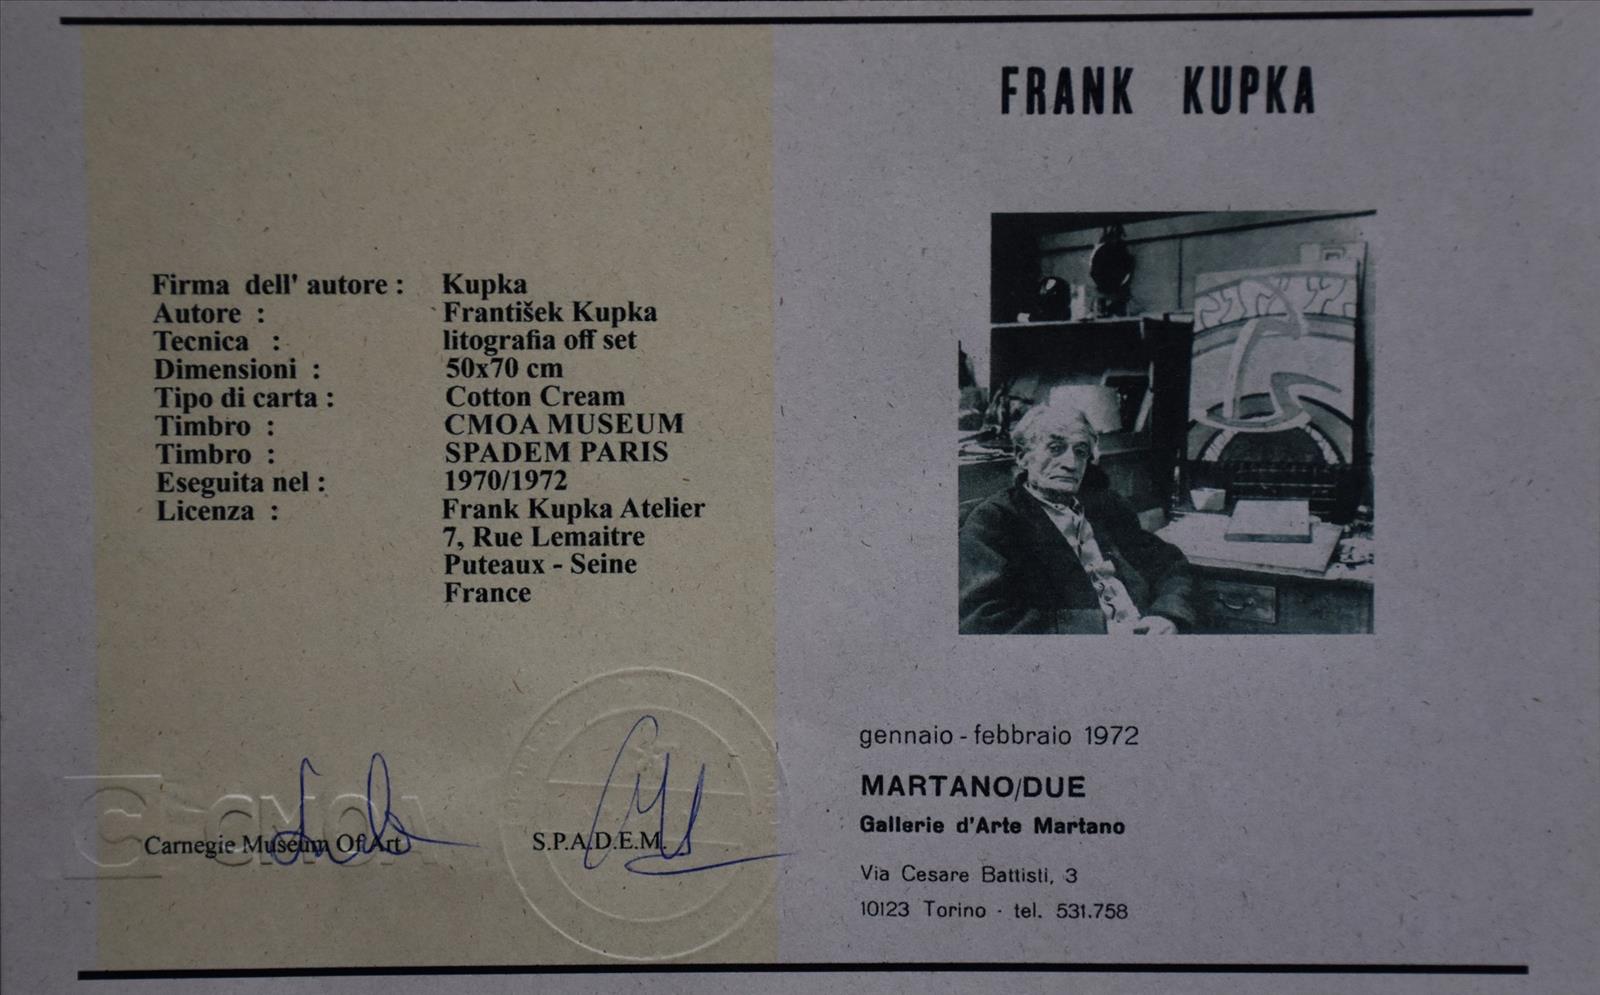 Firma dell' autore : Kupka
Autore : František Kupka
Tecnica : litografia off set
Dimensioni : 50x70 cm
Tipo di carta : Cotton Cream
Timbro : CMOA MUSEUM
Timbro : SPADEM PARIS
Eseguita nel : 1970/1972
Licenza : Frank Kupka Atelier
7, Rue Lemaitre
Puteaux - Seine
France
CMOA
Carnegie Museum Of Art
S.P.A.D.E.M.
FRANK KUPKA
gennaio - febbraio 1972
MARTANO/DUE
Gallerie d'Arte Martano
Via Cesare Battisti, 3
10123 Torino - tel. 531.758